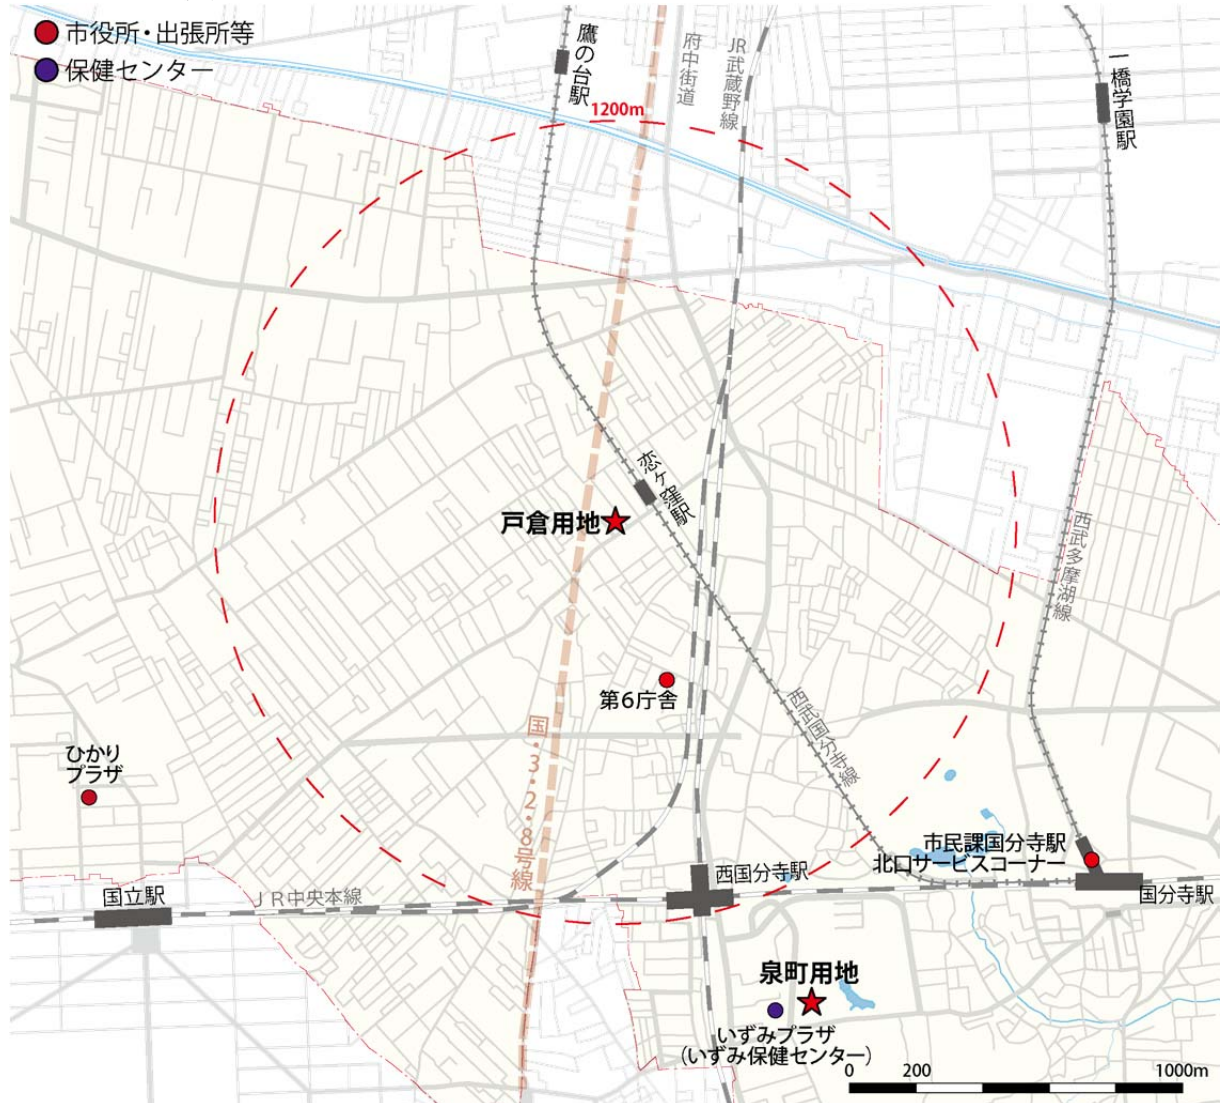 市役所・出張所等
保健センター
鷹の台駅
府中街道
JR武蔵野線
一橋学園駅
1200m
恋ヶ窪駅
戸倉用地
西武多摩湖線
第6庁舎
西武国分寺線
国・3・2・8号線
ひかり
プラザ
市民課国分寺駅
北口サービスコーナー
西国分寺駅
国立駅
JR中央本線
国分寺駅
泉町用地
いずみプラザ
(いずみ保健センター)
0 200 1000m